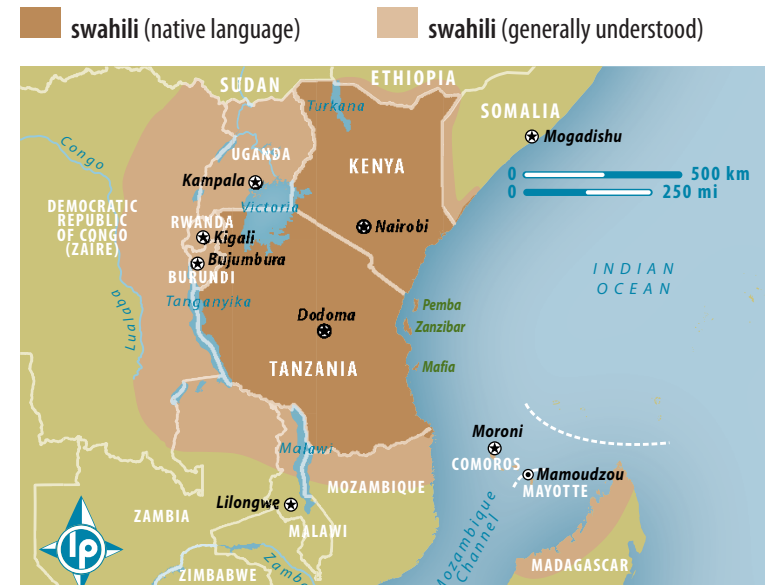 swahili (native language)
swahili (generally understood)
SUDAN
ETHIOPIA
Turkana
SOMALIA
Mogadishu
Congo
UGANDA
KENYA
0 500 km
0 250 mi
Kampala
DEMOCRATIC
REPUBLIC
OF CONGO
(ZAIRE)
Victoria
RWANDA
Kigali
Nairobi
Bujumbura
BURUNDI
INDIAN
OCEAN
Lualaba
Tanganyika
Pemba
Dodoma
Zanzibar
TANZANIA
Mafia
Moroni
Malawi
COMOROS
Mamoudzou
MAYOTTE
MOZAMBIQUE
Lilongwe
ZAMBIA
MALAWI
Mozambique
Channel
lp
ZIMBABWE
Zambe
MADAGASCAR